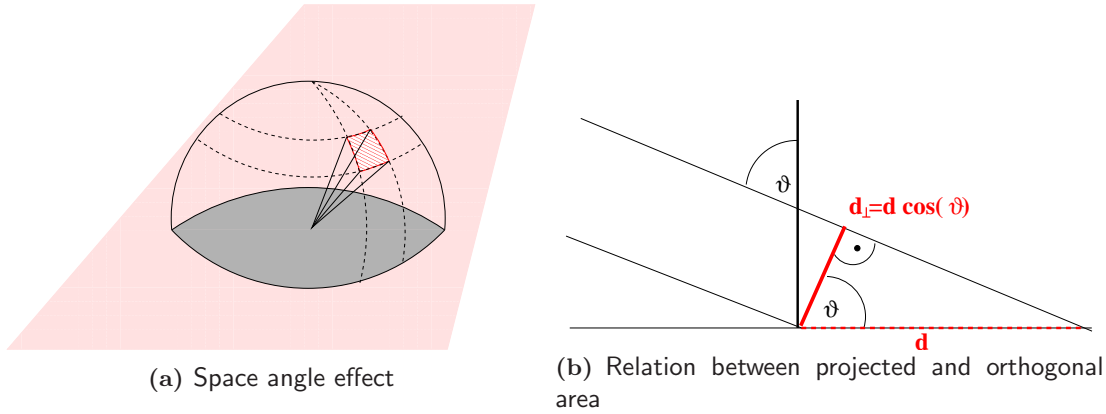 ϑ
d⊥=d cos( ϑ)
ϑ
d
(a) Space angle effect
(b) Relation between projected and orthogonal
area